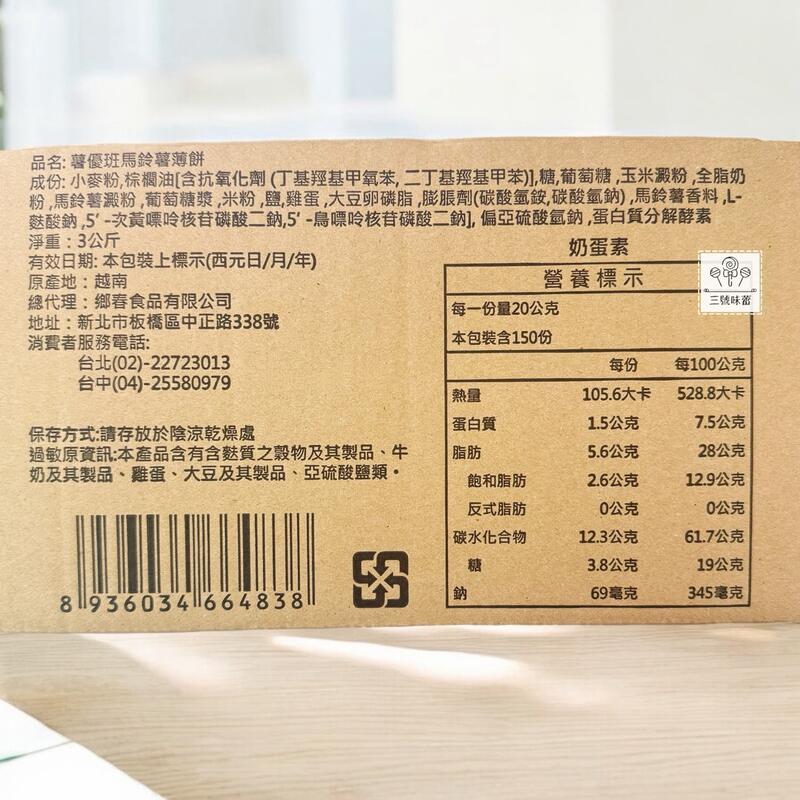 品名: 薯優班馬鈴薯薄餅
成份: 小麥粉,棕櫚油[含抗氧化劑 (丁基羥基甲氧苯, 二丁基羥基甲苯)],糖,葡萄糖 ,玉米澱粉 ,全脂奶
粉 ,馬鈴薯澱粉 ,葡萄糖漿 ,米粉 ,鹽,雞蛋 ,大豆卵磷脂 ,膨脹劑(碳酸氫銨,碳酸氫鈉) ,馬鈴薯香料 ,L-
麩酸鈉 ,5' -次黃嘌呤核苷磷酸二鈉,5' -鳥嘌呤核苷磷酸二鈉], 偏亞硫酸氫鈉 ,蛋白質分解酵素
淨重：3公斤
有效日期: 本包裝上標示(西元日/月/年)
原產地：越南
總代理：鄉春食品有限公司
地址：新北市板橋區中正路338號
消費者服務電話:
台北(02)-22723013
台中(04)-25580979
保存方式:請存放於陰涼乾燥處
過敏原資訊:本產品含有含麩質之穀物及其製品、牛
奶及其製品、雞蛋、大豆及其製品、亞硫酸鹽類。
8 936034 664838
奶蛋素
營養標示
三號味蕾
每一份量20公克
本包裝含150份
每份 每100公克
熱量 105.6大卡 528.8大卡
蛋白質 1.5公克 7.5公克
脂肪 5.6公克 28公克
飽和脂肪 2.6公克 12.9公克
反式脂肪 0公克 0公克
碳水化合物 12.3公克 61.7公克
糖 3.8公克 19公克
鈉 69毫克 345毫克